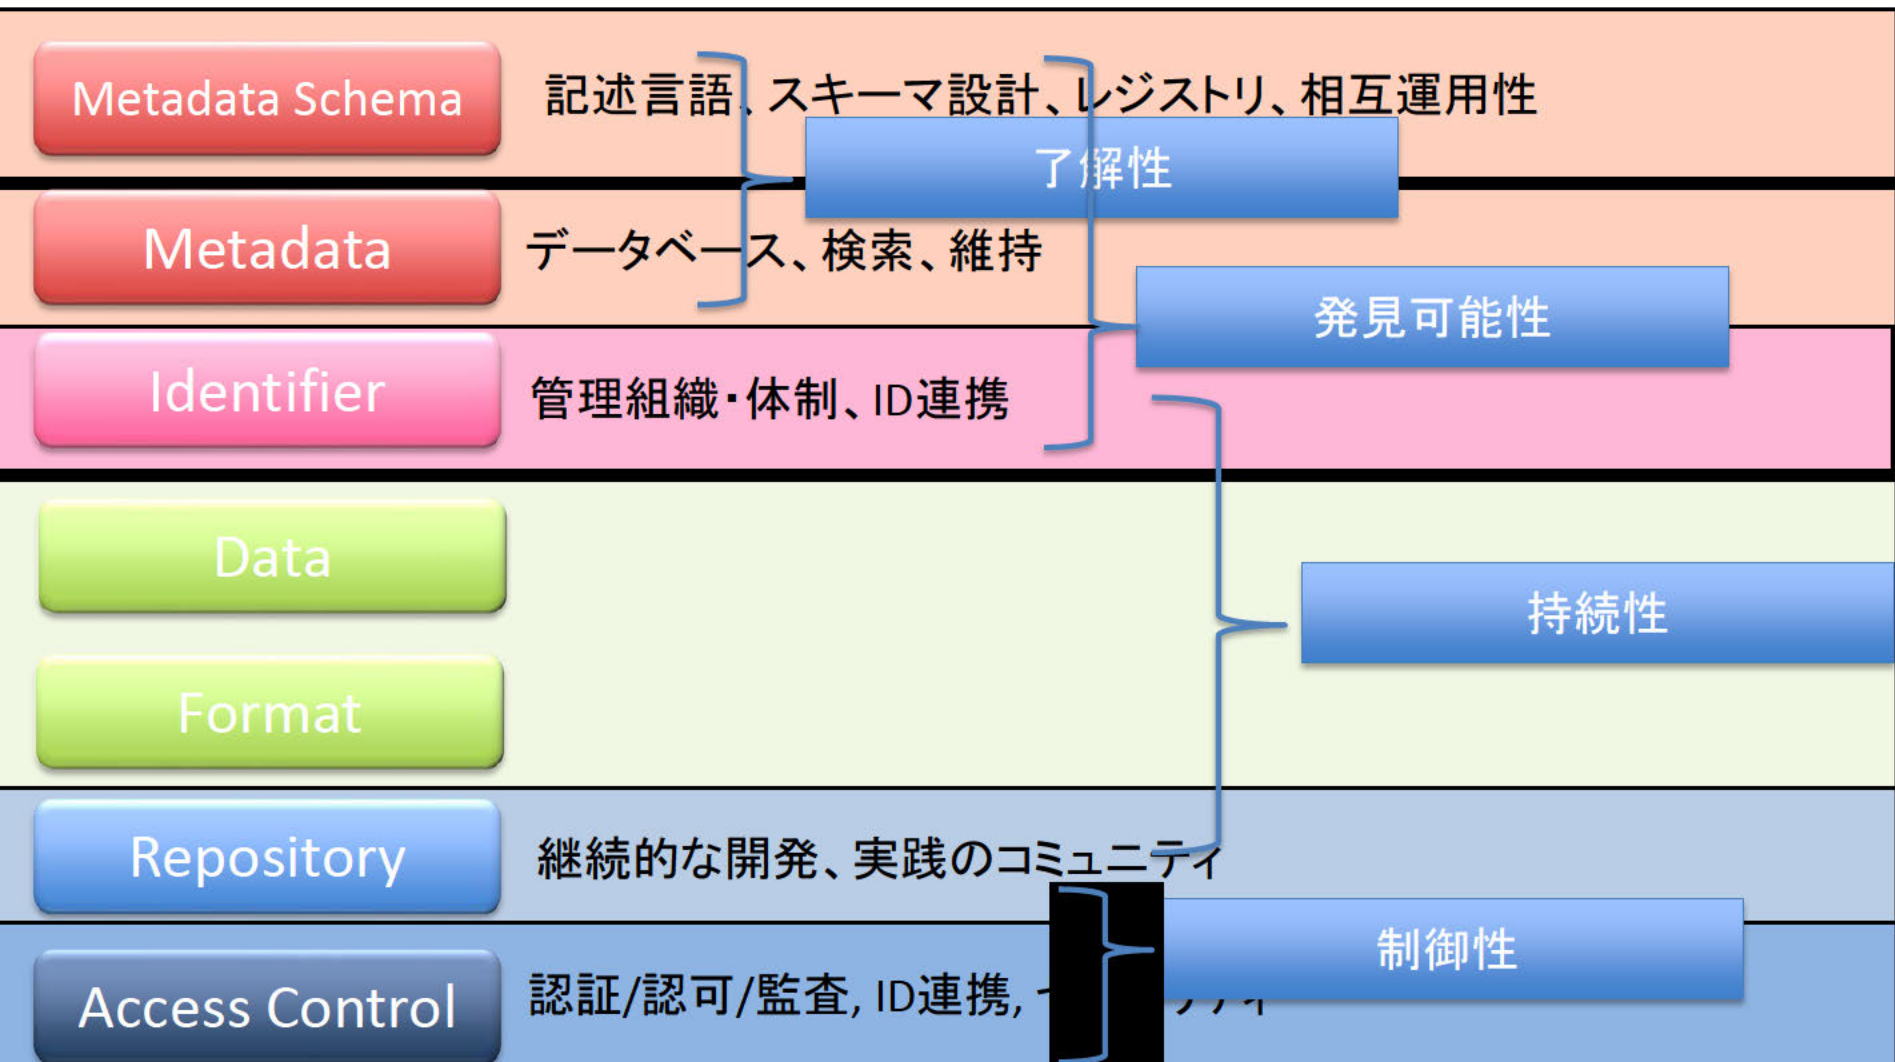 Metadata Schema
記述言語、スキーマ設計、レジストリ、相互運用性
了解性
Metadata
データベース、検索、維持
発見可能性
Identifier
管理組織・体制、ID連携
Data
持続性
Format
Repository
継続的な開発、実践のコミュニティ
制御性
Access Control
認証/認可/監査, ID連携,